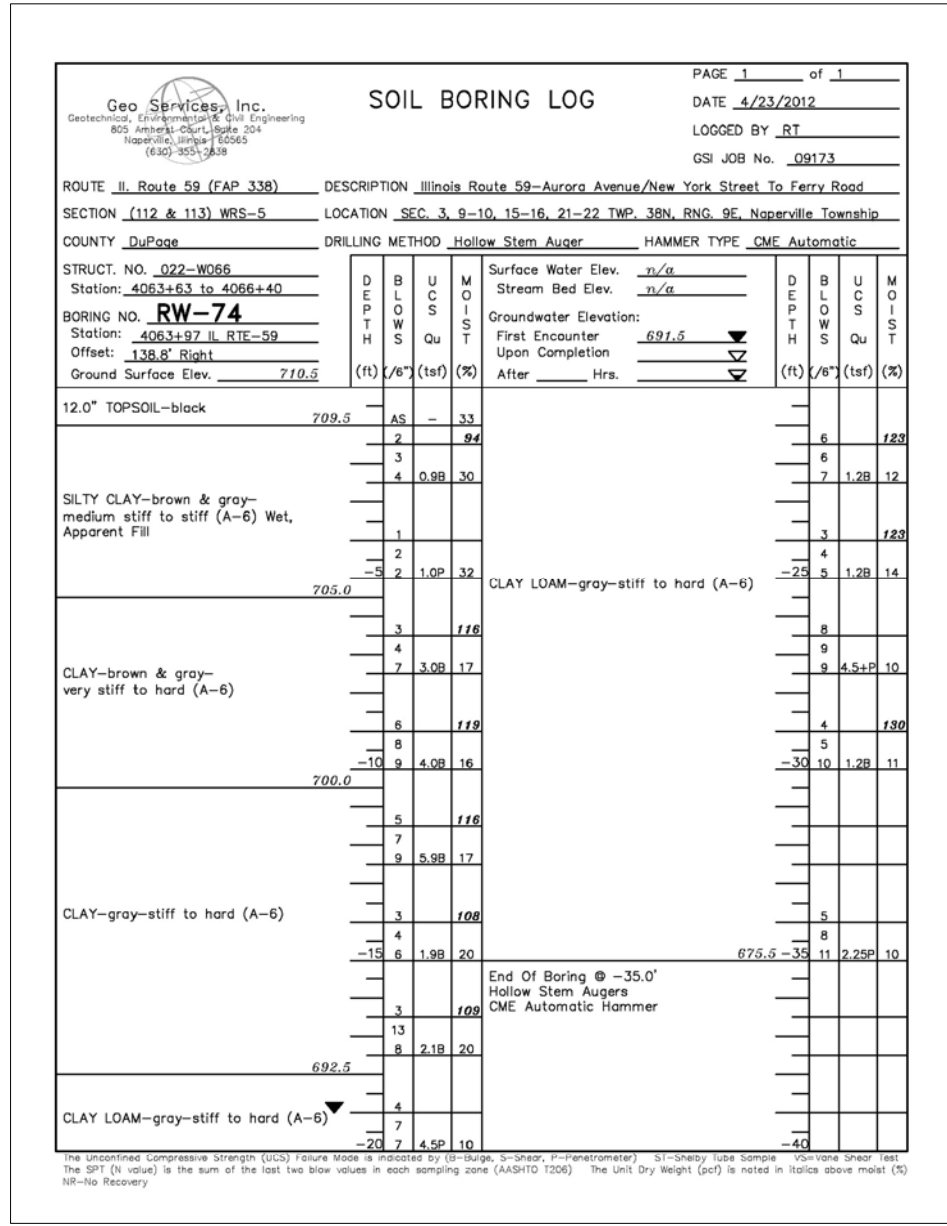 Geo Services, Inc.
Geotechnical, Environmental & Civil Engineering
805 Amherst Court, Suite 204
Naperville, Illinois 60565
(630) 355-2838
SOIL BORING LOG
PAGE 1 of 1
DATE 4/23/2012
LOGGED BY RT
GSI JOB No. 09173
ROUTE Il. Route 59 (FAP 338) DESCRIPTION Illinois Route 59-Aurora Avenue/New York Street To Ferry Road
SECTION (112 & 113) WRS-5 LOCATION SEC. 3, 9-10, 15-16, 21-22 TWP. 38N, RNG. 9E, Naperville Township
COUNTY DuPage DRILLING METHOD Hollow Stem Auger HAMMER TYPE CME Automatic
STRUCT. NO. 022-W066
Station: 4063+63 to 4066+40
BORING NO. RW-74
Station: 4063+97 IL RTE-59
Offset: 138.8' Right
Ground Surface Elev. 710.5
DEPTH BLOWS UCS MOIST
Qu
(ft) (/6") (tsf) (%)
Surface Water Elev. n/a
Stream Bed Elev. n/a
Groundwater Elevation:
First Encounter 691.5
Upon Completion
After Hrs.
DEPTH BLOWS UCS MOIST
Qu
(ft) (/6") (tsf) (%)
12.0" TOPSOIL-black
709.5 AS - 33
2 94
3
4 0.9B 30
SILTY CLAY-brown & gray-
medium stiff to stiff (A-6) Wet,
Apparent Fill
1
2
-5 2 1.0P 32
705.0
3 116
4
7 3.0B 17
CLAY-brown & gray-
very stiff to hard (A-6)
6 119
8
-10 9 4.0B 16
700.0
5 116
7
9 5.9B 17
CLAY-gray-stiff to hard (A-6)
3 108
4
-15 6 1.9B 20
3 109
13
8 2.1B 20
692.5
4
CLAY LOAM-gray-stiff to hard (A-6)
7
-20 7 4.5P 10
6 123
6
7 1.2B 12
3 123
4
-25 5 1.2B 14
CLAY LOAM-gray-stiff to hard (A-6)
8
9
9 4.5+P 10
4 130
5
-30 10 1.2B 11
5
8
675.5 -35 11 2.25P 10
End Of Boring @ -35.0'
Hollow Stem Augers
CME Automatic Hammer
-40
The Unconfined Compressive Strength (UCS) Failure Mode is indicated by (B-Bulge, S-Shear, P-Penetrometer) ST-Shelby Tube Sample VS=Vane Shear Test
The SPT (N value) is the sum of the last two blow values in each sampling zone (AASHTO T206) The Unit Dry Weight (pcf) is noted in italics above moist (%)
NR-No Recovery